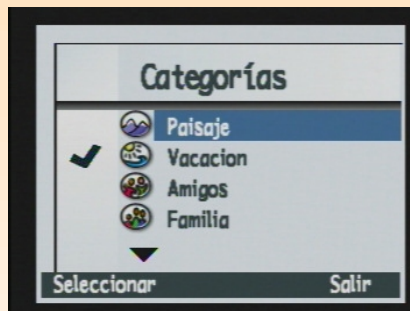 Categorías
Paisaje
Vacacion
Amigos
Familia
Seleccionar Salir